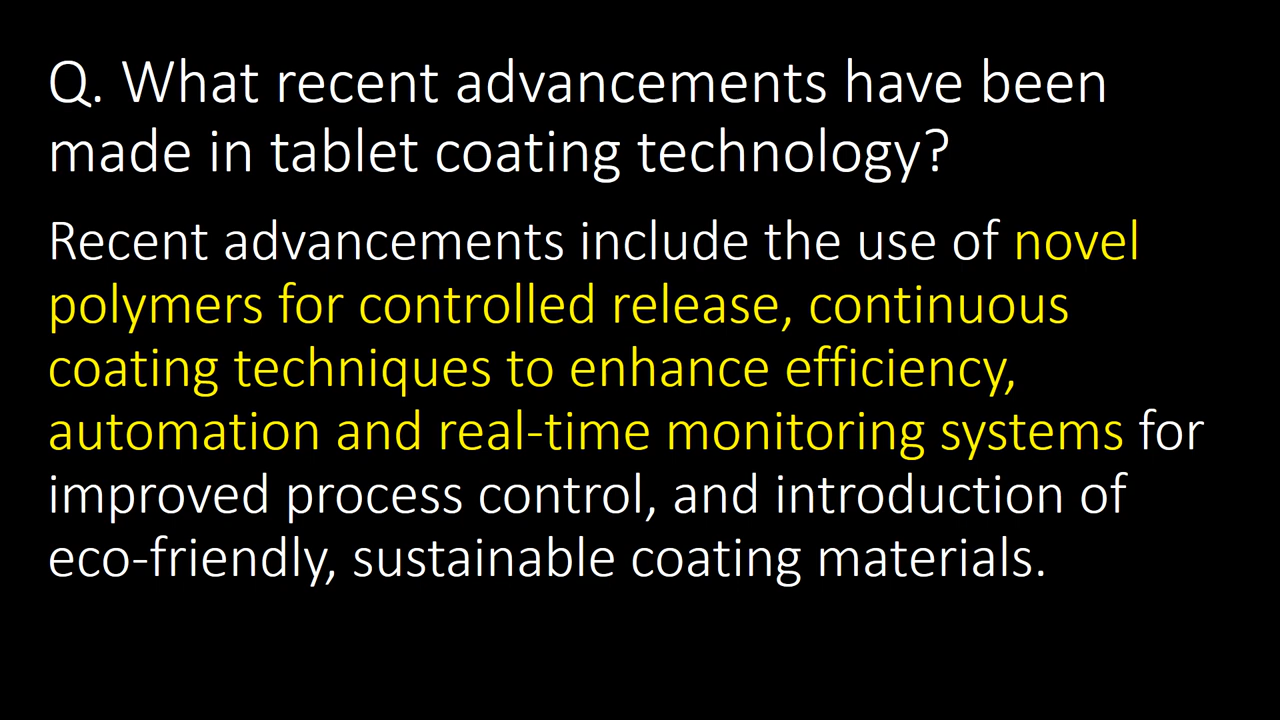 Q. What recent advancements have been
made in tablet coating technology?
Recent advancements include the use of novel
polymers for controlled release, continuous
coating techniques to enhance efficiency,
automation and real-time monitoring systems for
improved process control, and introduction of
eco-friendly, sustainable coating materials.